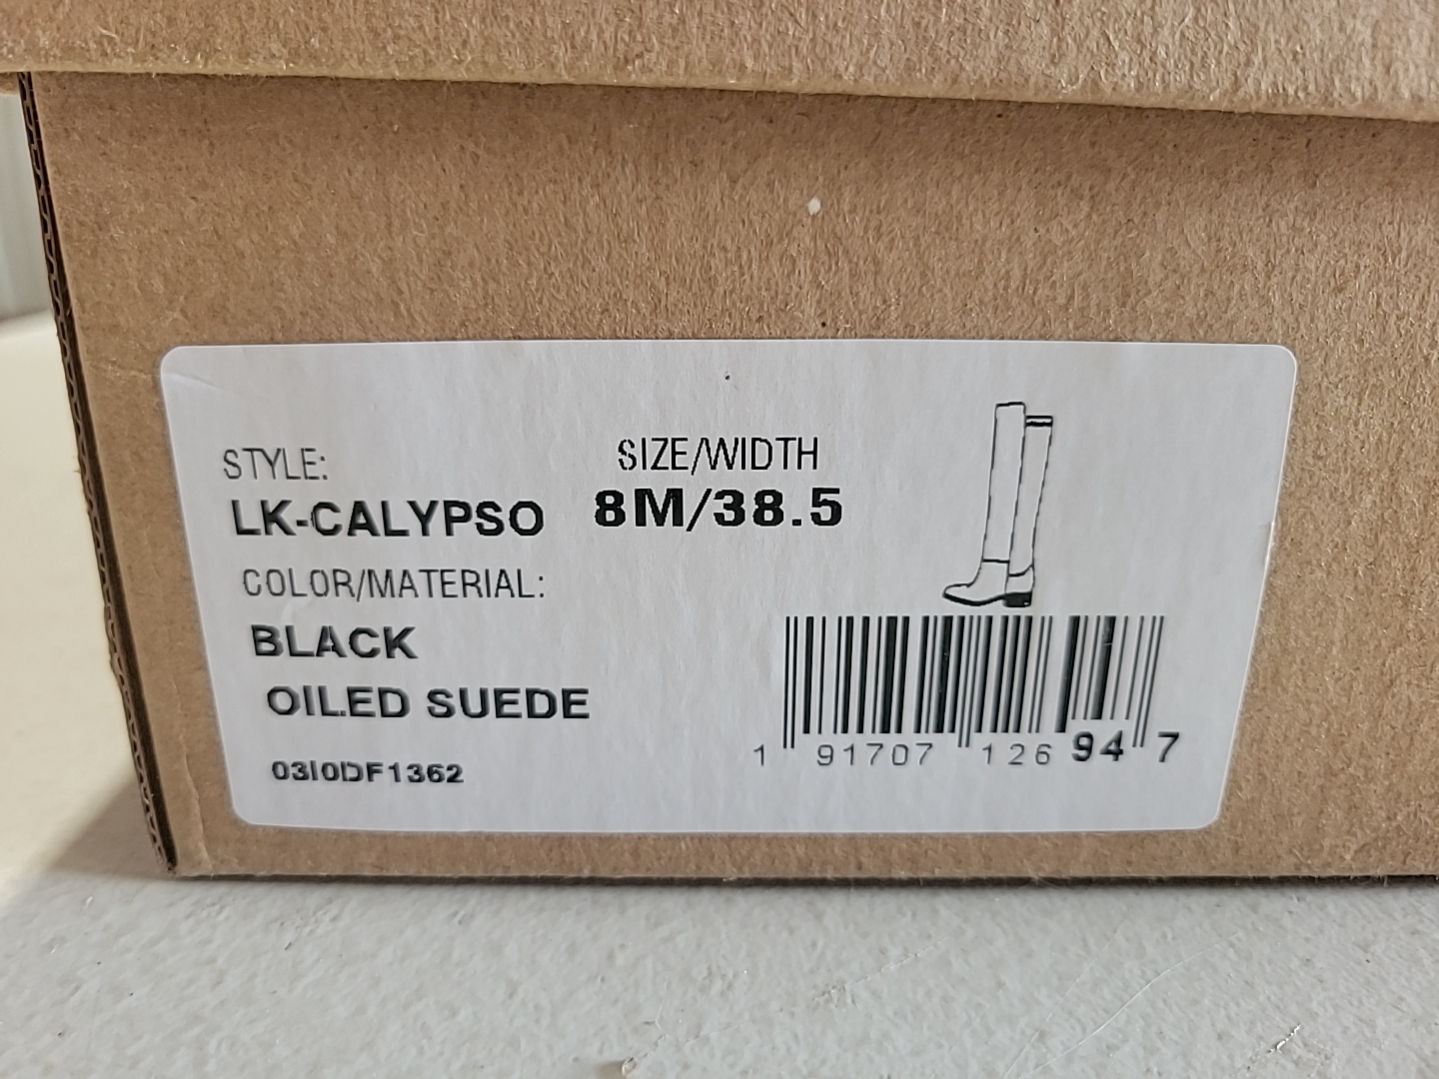 STYLE:
LK-CALYPSO
SIZE/WIDTH
8M/38.5
COLOR/MATERIAL:
BLACK
OILED SUEDE
03I0DF1362
1 91707 126 94 7